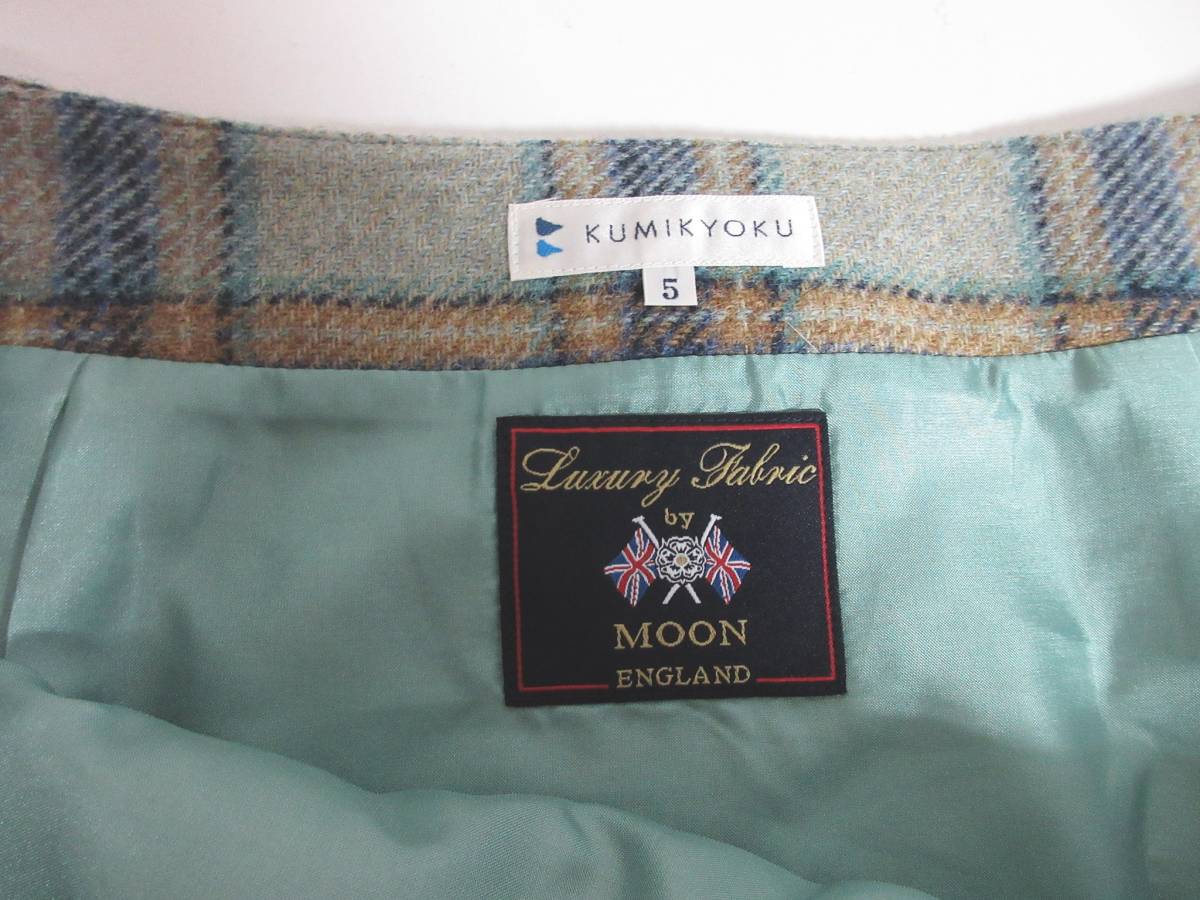 KUMIKYOKU
5
Luxury Fabric
by
MOON
ENGLAND